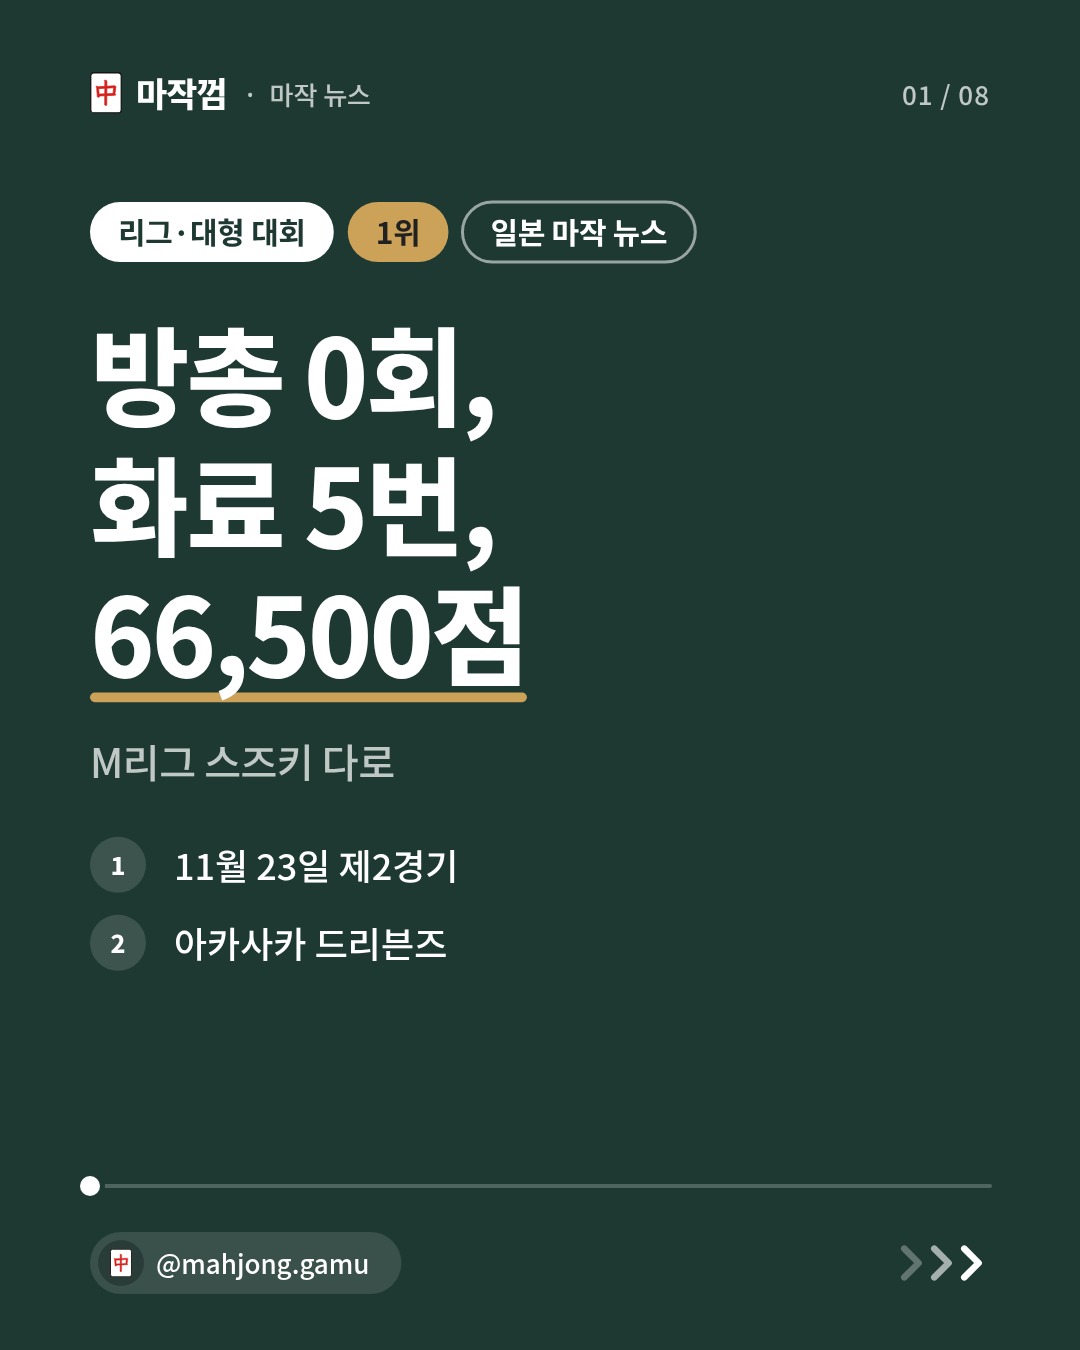 中 마작껌 · 마작 뉴스
01 / 08
리그·대형 대회
1위
일본 마작 뉴스
방총 0회,
화료 5번,
66,500점
M리그 스즈키 다로
1 11월 23일 제2경기
2 아카사카 드리븐즈
中 @mahjong.gamu